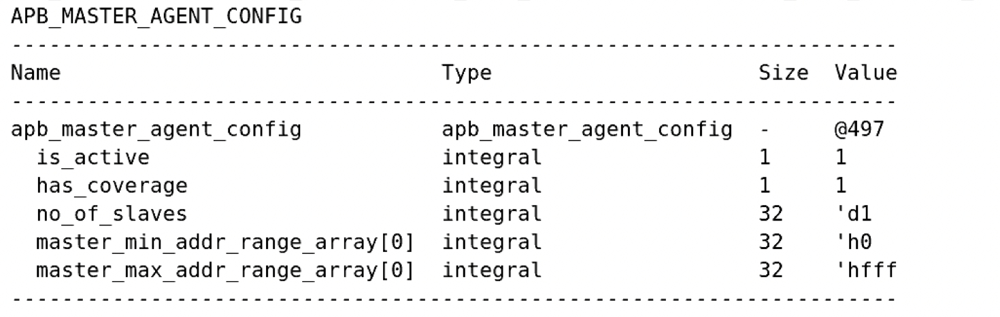 APB_MASTER_AGENT_CONFIG
-----------------------------------------------------------------------
Name                               Type                      Size  Value
-----------------------------------------------------------------------
apb_master_agent_config            apb_master_agent_config   -     @497
  is_active                        integral                  1     1
  has_coverage                     integral                  1     1
  no_of_slaves                     integral                  32    'd1
  master_min_addr_range_array[0]   integral                  32    'h0
  master_max_addr_range_array[0]   integral                  32    'hfff
-----------------------------------------------------------------------